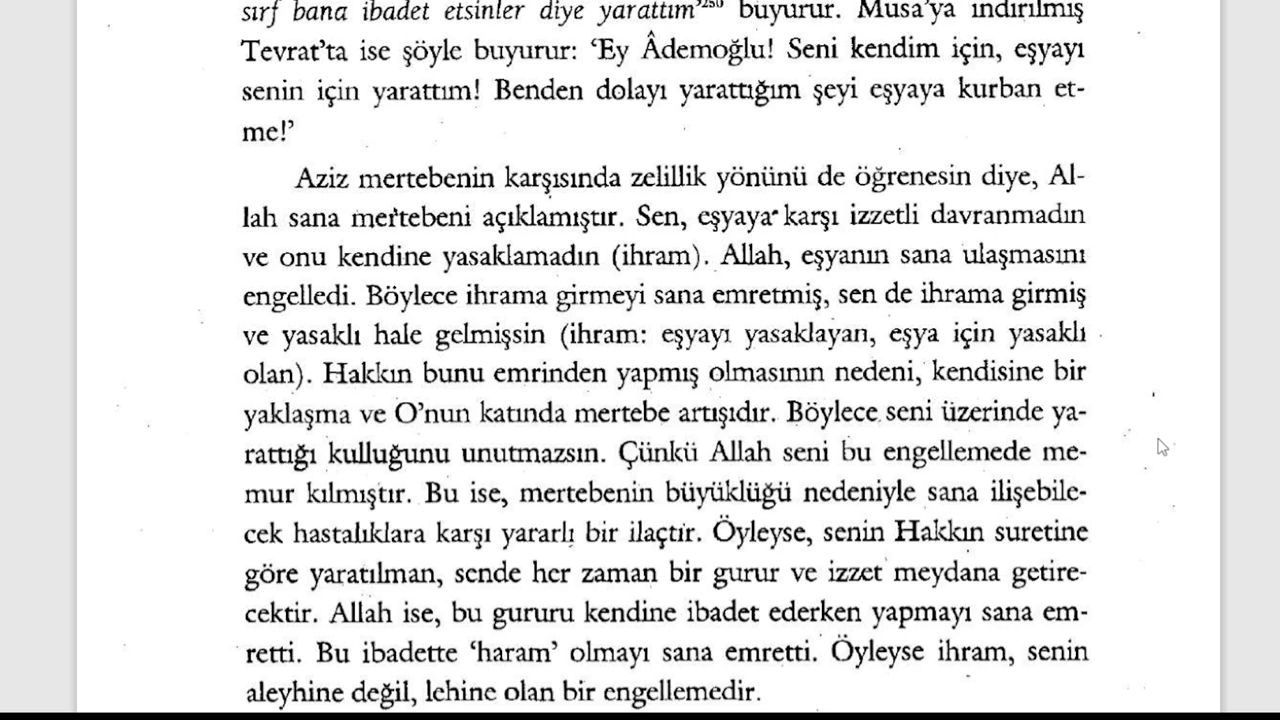 sırf bana ibadet etsinler diye yarattım’²⁵⁰ buyurur. Musa’ya indirilmiş
Tevrat’ta ise şöyle buyurur: ‘Ey Âdemoğlu! Seni kendim için, eşyayı
senin için yarattım! Benden dolayı yarattığım şeyi eşyaya kurban et-
me!’
Aziz mertebenin karşısında zelillik yönünü de öğrenesin diye, Al-
lah sana mertebeni açıklamıştır. Sen, eşyaya karşı izzetli davranmadın
ve onu kendine yasaklamadın (ihram). Allah, eşyanın sana ulaşmasını
engelledi. Böylece ihrama girmeyi sana emretmiş, sen de ihrama girmiş
ve yasaklı hale gelmişsin (ihram: eşyayı yasaklayan, eşya için yasaklı
olan). Hakkın bunu emrinden yapmış olmasının nedeni, kendisine bir
yaklaşma ve O’nun katında mertebe artışıdır. Böylece seni üzerinde ya-
rattığı kulluğunu unutmazsın. Çünkü Allah seni bu engellemede me-
mur kılmıştır. Bu ise, mertebenin büyüklüğü nedeniyle sana ilişebile-
cek hastalıklara karşı yararlı bir ilaçtır. Öyleyse, senin Hakkın suretine
göre yaratılman, sende her zaman bir gurur ve izzet meydana getire-
cektir. Allah ise, bu gururu kendine ibadet ederken yapmayı sana em-
retti. Bu ibadette ‘haram’ olmayı sana emretti. Öyleyse ihram, senin
aleyhine değil, lehine olan bir engellemedir.